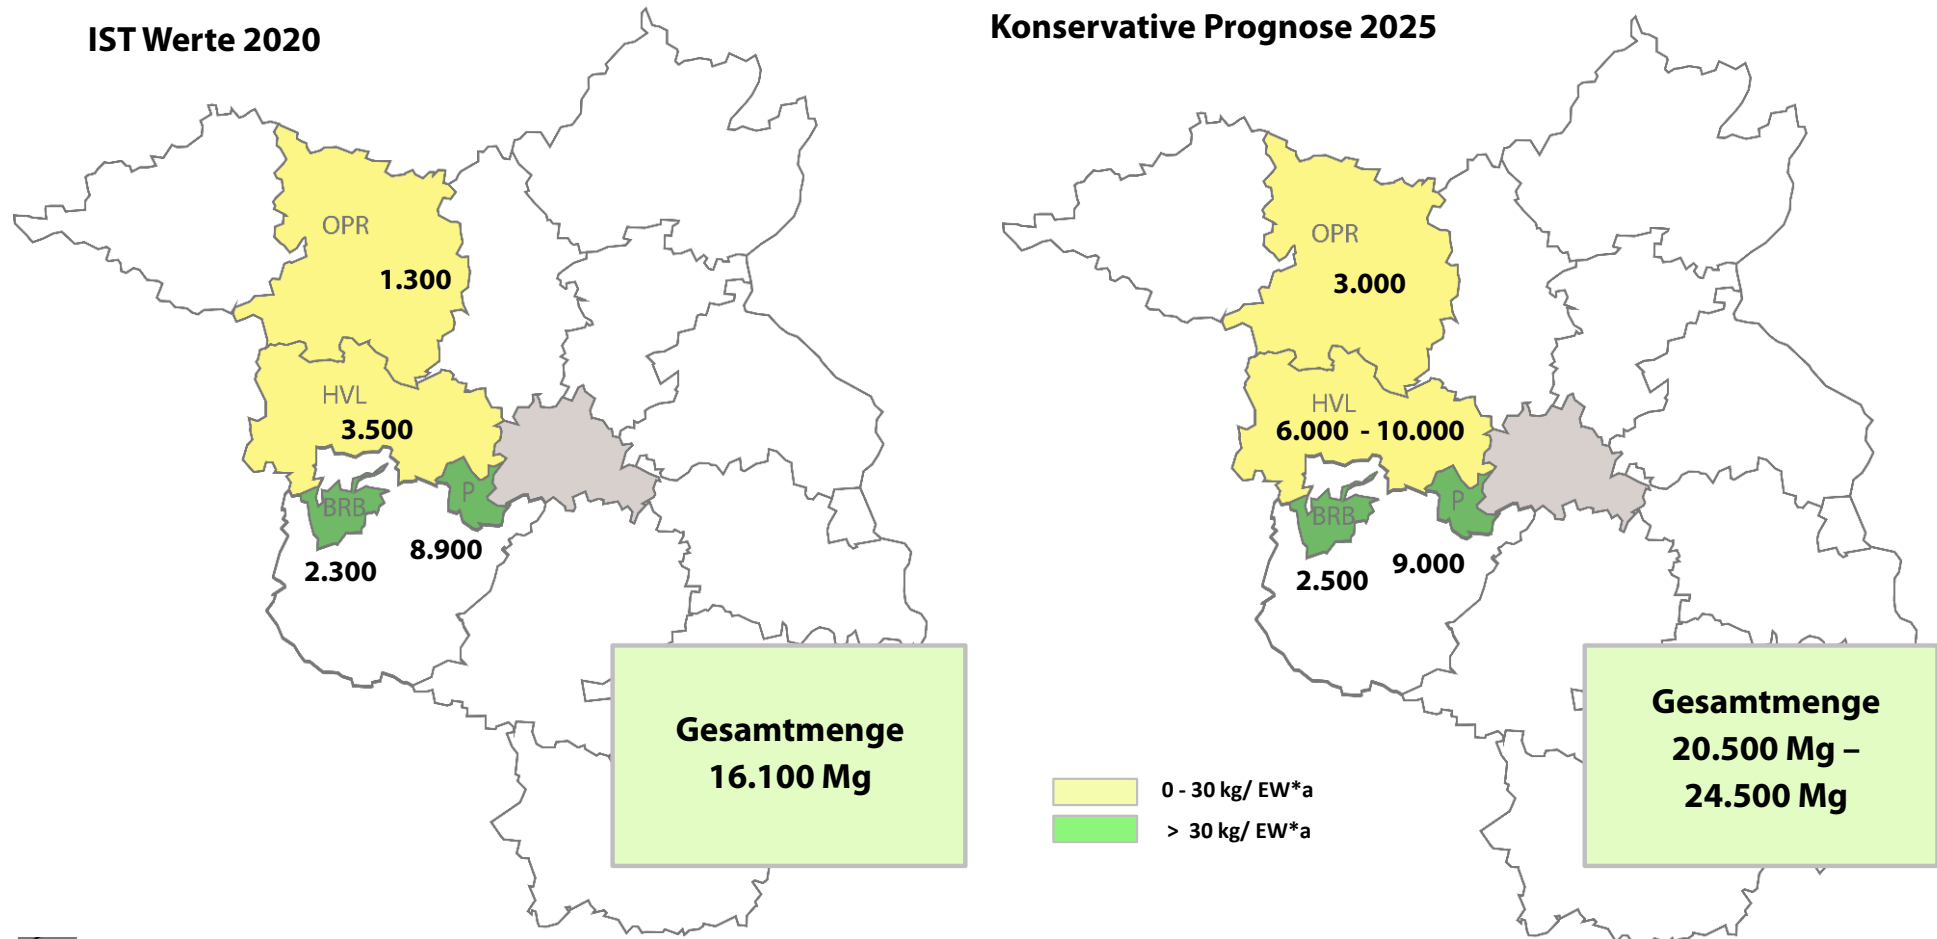 IST Werte 2020
OPR
1.300
HVL
3.500
BRB
P
8.900
2.300
Gesamtmenge
16.100 Mg
Konservative Prognose 2025
OPR
3.000
HVL
6.000 - 10.000
BRB
P
9.000
2.500
0 - 30 kg/ EW*a
> 30 kg/ EW*a
Gesamtmenge
20.500 Mg –
24.500 Mg